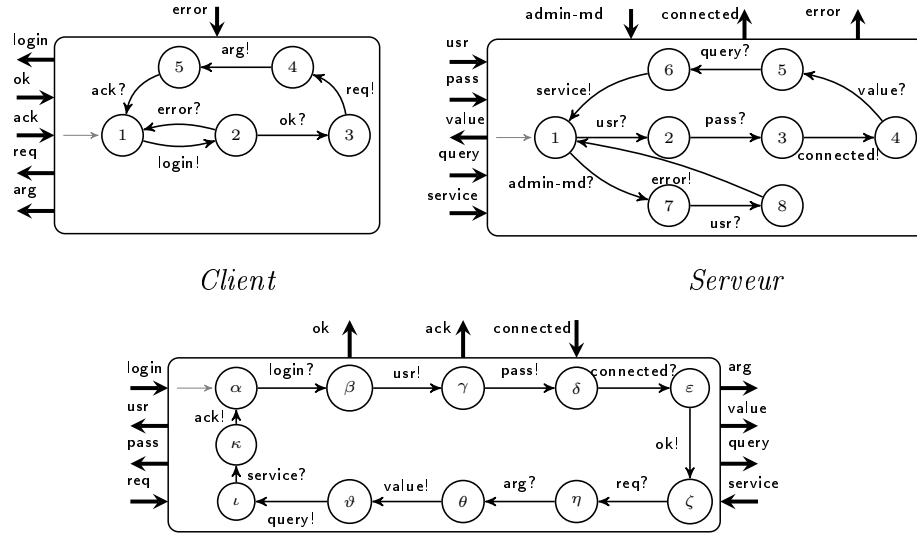 error
login
ok
ack
req
arg
arg!
5
4
ack?
error?
req!
1
2
ok?
3
login!
admin-md
connected
error
usr
pass
value
query
service
query?
6
5
service!
value?
1
usr?
2
pass?
3
4
connected!
admin-md?
error!
7
usr?
8
Client
Serveur
ok
ack
connected
login
usr
pass
req
arg
value
query
service
α
login?
β
usr!
γ
pass!
δ
connected?
ε
ack!
κ
ok!
service?
value!
arg?
req?
ι
query!
ϑ
θ
η
ζ